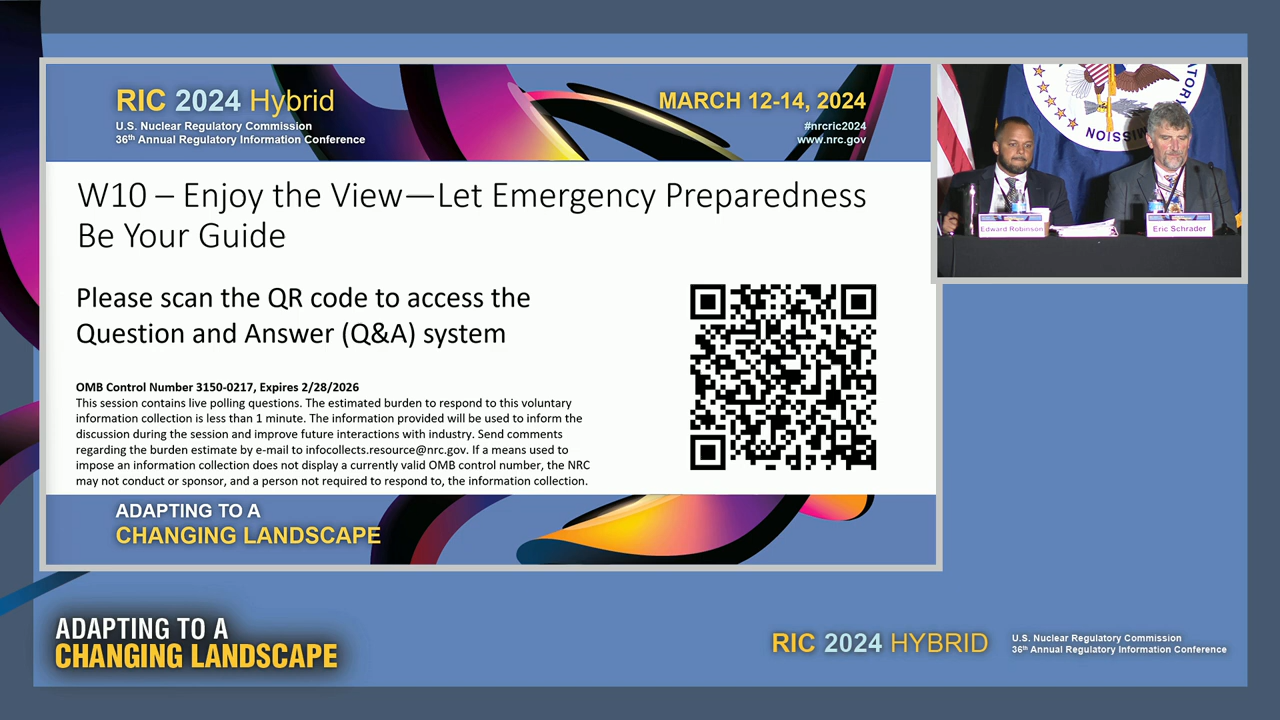 RIC 2024 Hybrid
U.S. Nuclear Regulatory Commission
36th Annual Regulatory Information Conference
MARCH 12-14, 2024
#nrcric2024
www.nrc.gov
W10 – Enjoy the View—Let Emergency Preparedness
Be Your Guide
Please scan the QR code to access the
Question and Answer (Q&A) system
OMB Control Number 3150-0217, Expires 2/28/2026
This session contains live polling questions. The estimated burden to respond to this voluntary
information collection is less than 1 minute. The information provided will be used to inform the
discussion during the session and improve future interactions with industry. Send comments
regarding the burden estimate by e-mail to infocollects.resource@nrc.gov. If a means used to
impose an information collection does not display a currently valid OMB control number, the NRC
may not conduct or sponsor, and a person not required to respond to, the information collection.
ADAPTING TO A
CHANGING LANDSCAPE
Edward Robinson
Eric Schrader
ADAPTING TO A
CHANGING LANDSCAPE
RIC 2024 HYBRID
U.S. Nuclear Regulatory Commission
36th Annual Regulatory Information Conference